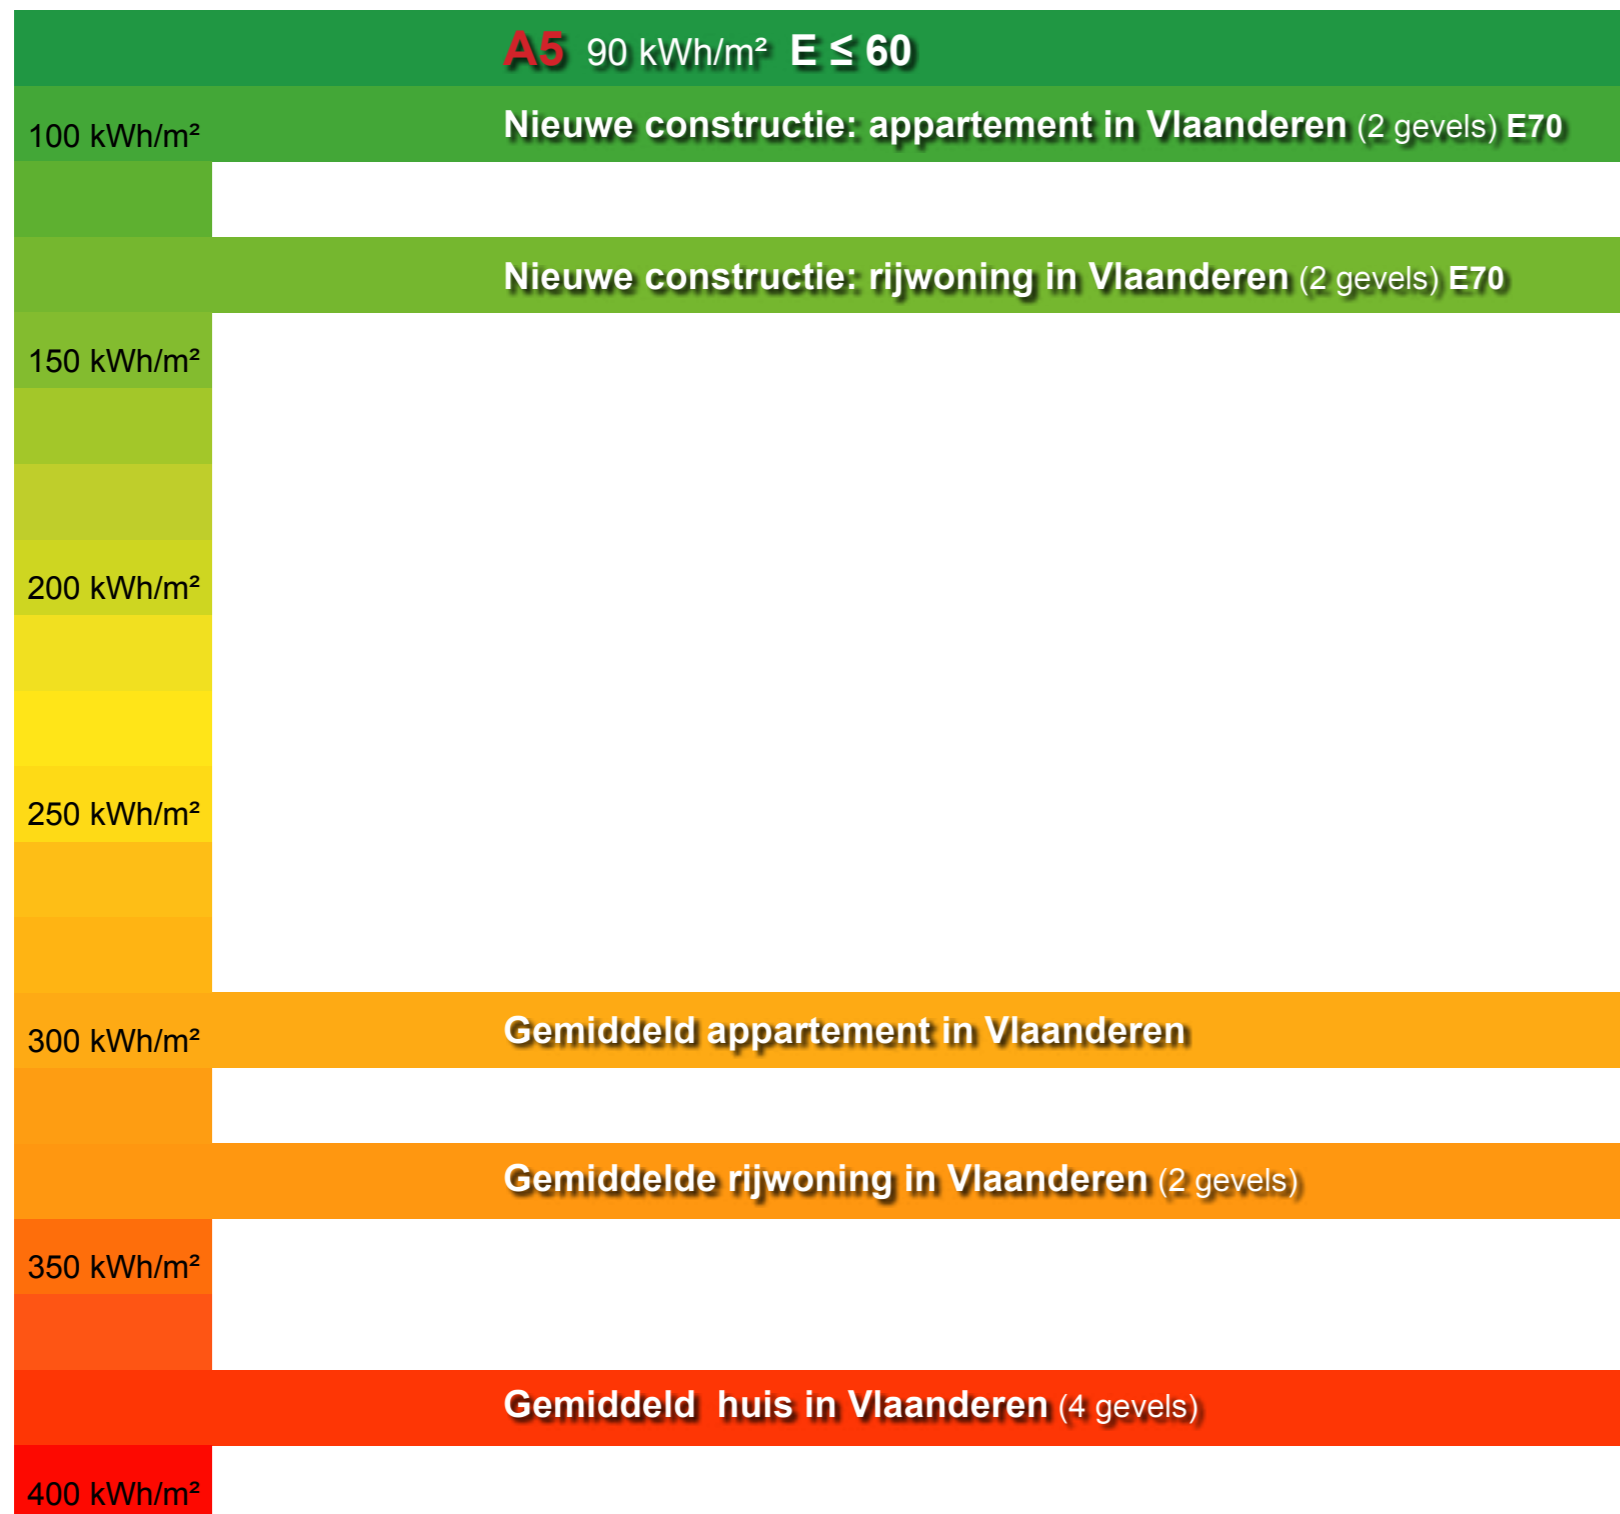 A5 90 kWh/m² E ≤ 60
100 kWh/m² Nieuwe constructie: appartement in Vlaanderen (2 gevels) E70
Nieuwe constructie: rijwoning in Vlaanderen (2 gevels) E70
150 kWh/m²
200 kWh/m²
250 kWh/m²
300 kWh/m² Gemiddeld appartement in Vlaanderen
Gemiddelde rijwoning in Vlaanderen (2 gevels)
350 kWh/m²
Gemiddeld huis in Vlaanderen (4 gevels)
400 kWh/m²